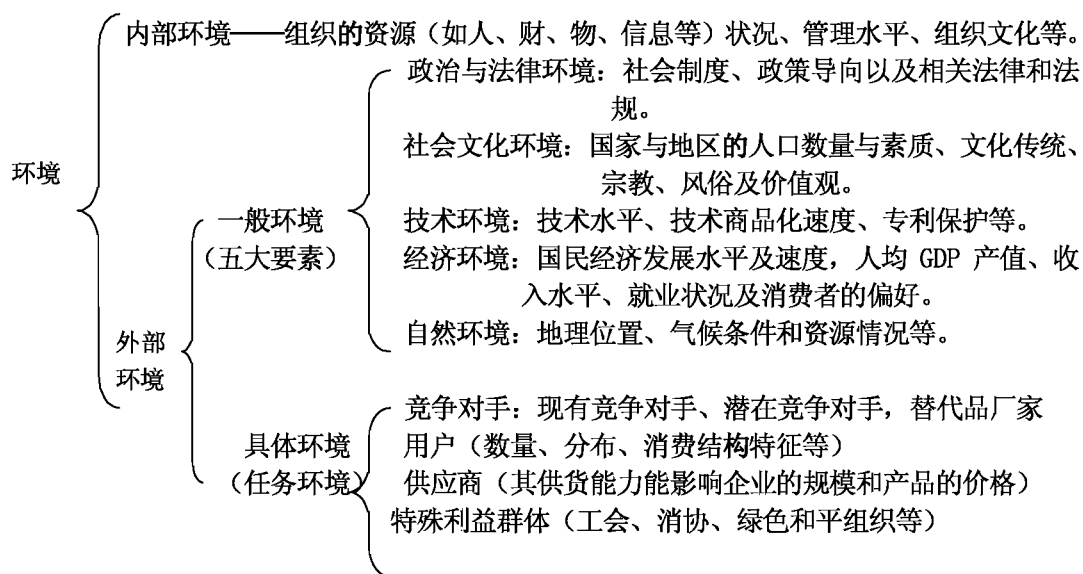 内部环境——组织的资源（如人、财、物、信息等）状况、管理水平、组织文化等。
政治与法律环境：社会制度、政策导向以及相关法律和法
规。
社会文化环境：国家与地区的人口数量与素质、文化传统、
宗教、风俗及价值观。
环境
一般环境
（五大要素）
技术环境：技术水平、技术商品化速度、专利保护等。
经济环境：国民经济发展水平及速度，人均 GDP 产值、收
入水平、就业状况及消费者的偏好。
自然环境：地理位置、气候条件和资源情况等。
外部
环境
竞争对手：现有竞争对手、潜在竞争对手，替代品厂家
具体环境
（任务环境）
用户（数量、分布、消费结构特征等）
供应商（其供货能力能影响企业的规模和产品的价格）
特殊利益群体（工会、消协、绿色和平组织等）